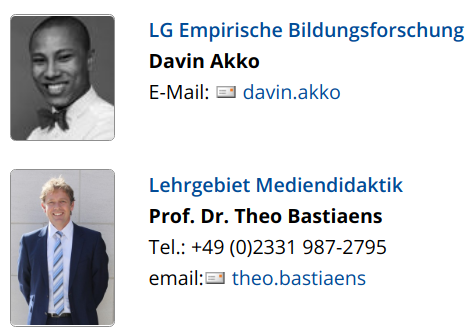 LG Empirische Bildungsforschung
Davin Akko
E-Mail: davin.akko
Lehrgebiet Mediendidaktik
Prof. Dr. Theo Bastiaens
Tel.: +49 (0)2331 987-2795
email: theo.bastiaens